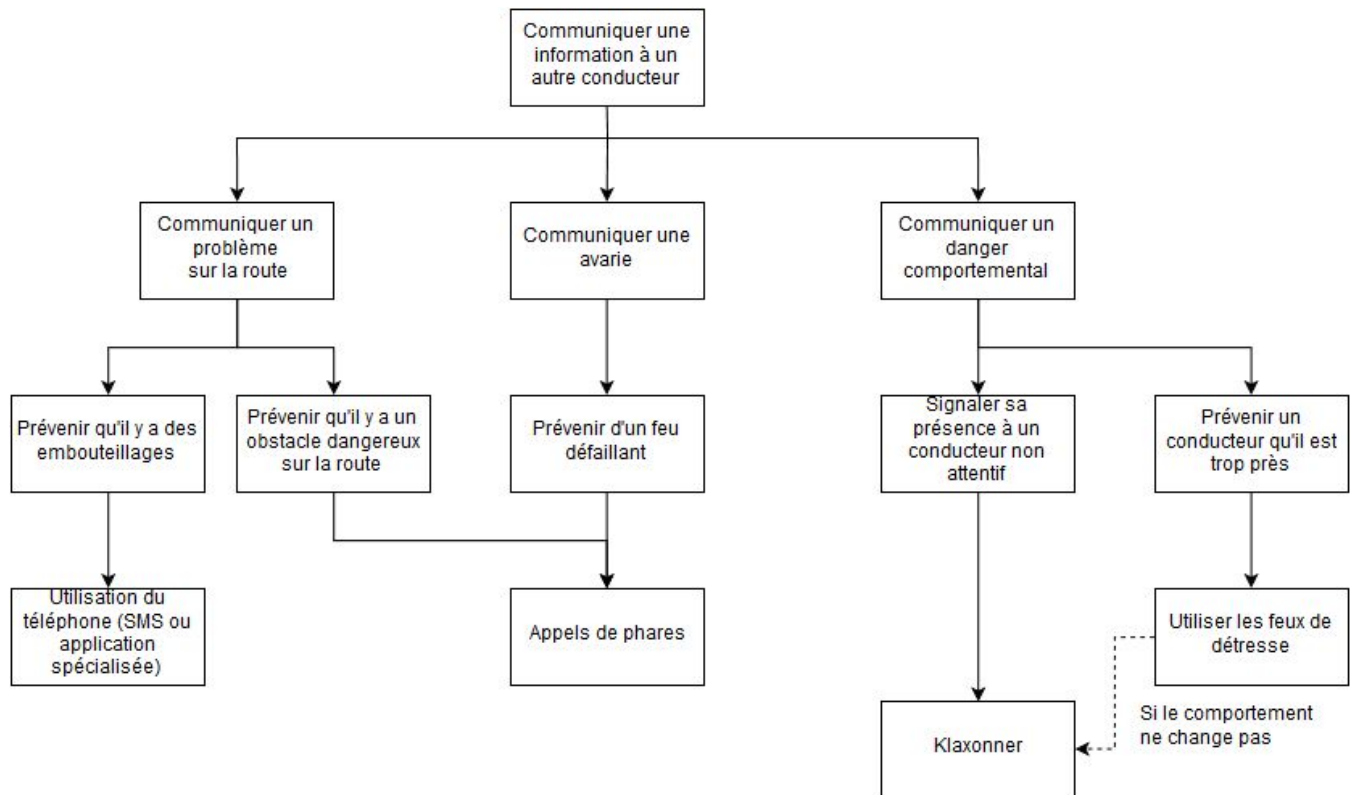 Communiquer une
information à un
autre conducteur
Communiquer un
problème
sur la route
Communiquer une
avarie
Communiquer un
danger
comportemental
Prévenir qu'il y a des
embouteillages
Prévenir qu'il y a un
obstacle dangereux
sur la route
Prévenir d'un feu
défaillant
Signaler sa
présence à un
conducteur non
attentif
Prévenir un
conducteur qu'il est
trop près
Utilisation du
téléphone (SMS ou
application
spécialisée)
Appels de phares
Utiliser les feux de
détresse
Si le comportement
ne change pas
Klaxonner